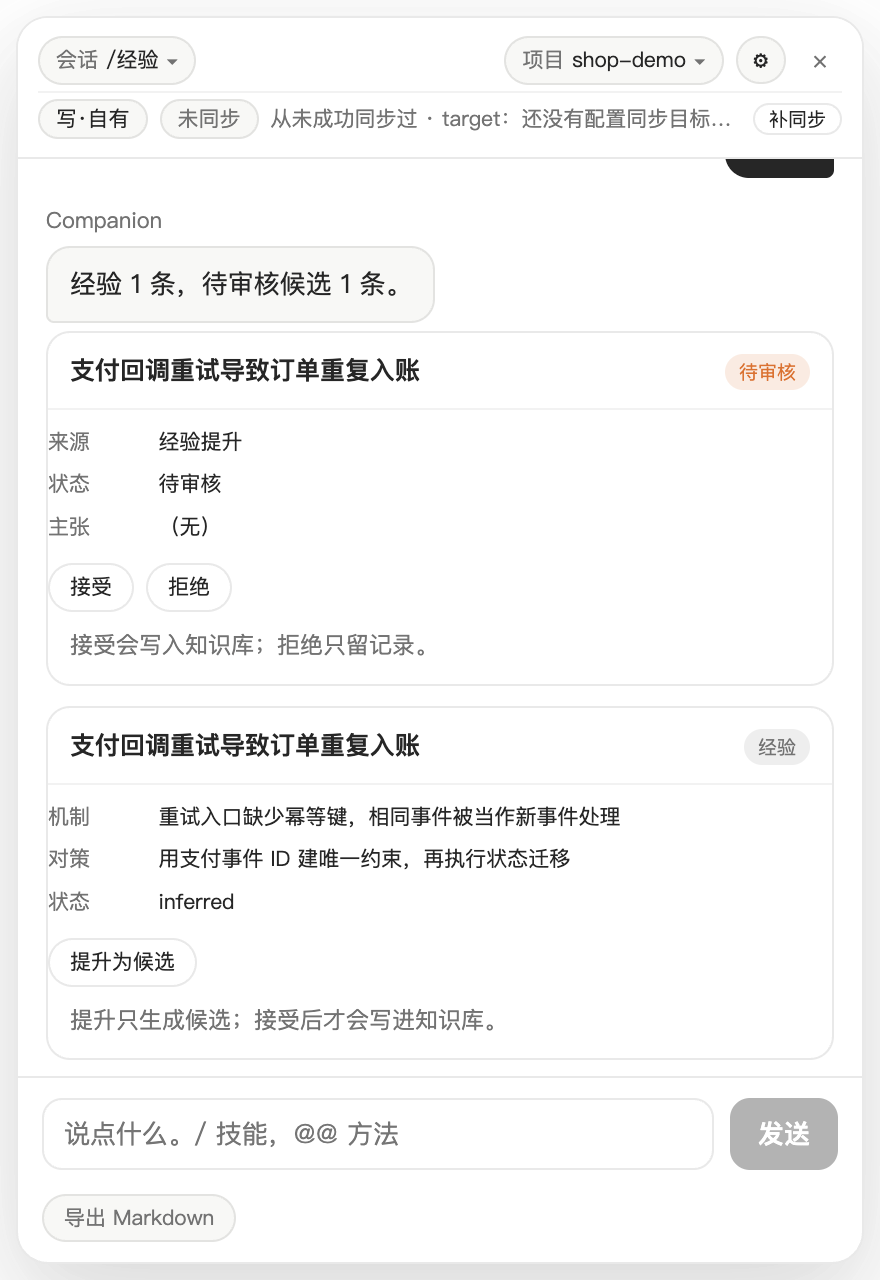 会话 /经验
项目 shop-demo
写·自有
未同步
从未成功同步过 · target：还没有配置同步目标…
补同步
Companion
经验 1 条，待审核候选 1 条。
支付回调重试导致订单重复入账
待审核
来源 经验提升
状态 待审核
主张 （无）
接受
拒绝
接受会写入知识库；拒绝只留记录。
支付回调重试导致订单重复入账
经验
机制 重试入口缺少幂等键，相同事件被当作新事件处理
对策 用支付事件 ID 建唯一约束，再执行状态迁移
状态 inferred
提升为候选
提升只生成候选；接受后才会写进知识库。
说点什么。/ 技能，@@ 方法
发送
导出 Markdown